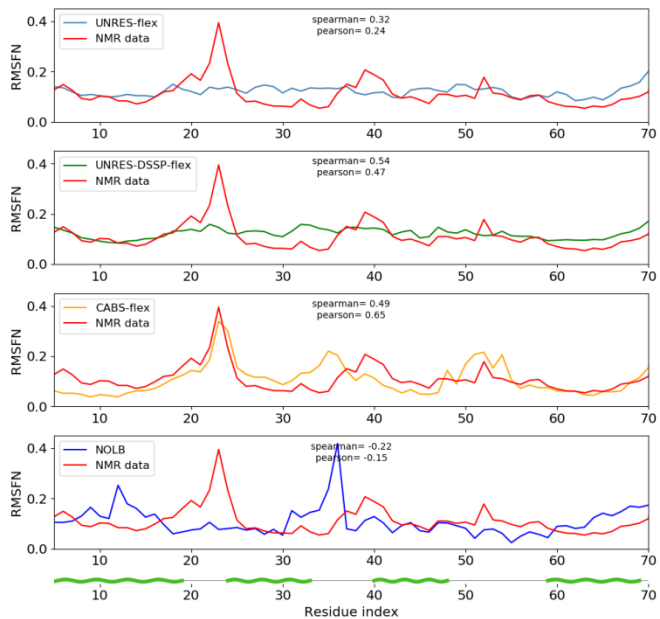 UNRES-flex
NMR data
spearman= 0.32
pearson= 0.24
RMSFN
0.4
0.2
0.0
10 20 30 40 50 60 70
UNRES-DSSP-flex
NMR data
spearman= 0.54
pearson= 0.47
RMSFN
0.4
0.2
0.0
10 20 30 40 50 60 70
CABS-flex
NMR data
spearman= 0.49
pearson= 0.65
RMSFN
0.4
0.2
0.0
10 20 30 40 50 60 70
NOLB
NMR data
spearman= -0.22
pearson= -0.15
RMSFN
0.4
0.2
0.0
10 20 30 40 50 60 70
Residue index